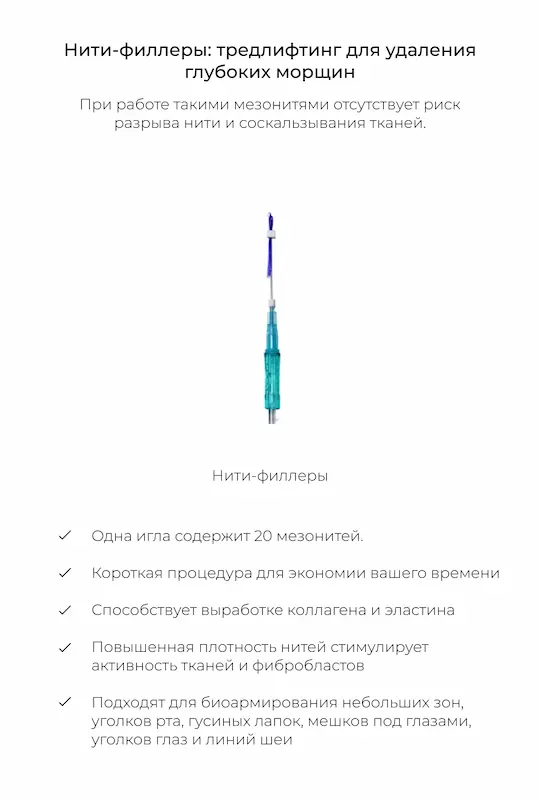 Нити-филлеры: тредлифтинг для удаления
глубоких морщин
При работе такими мезонитями отсутствует риск
разрыва нити и соскальзывания тканей.
Нити-филлеры
Одна игла содержит 20 мезонитей.
Короткая процедура для экономии вашего времени
Способствует выработке коллагена и эластина
Повышенная плотность нитей стимулирует
активность тканей и фибробластов
Подходят для биоармирования небольших зон,
уголков рта, гусиных лапок, мешков под глазами,
уголков глаз и линий шеи